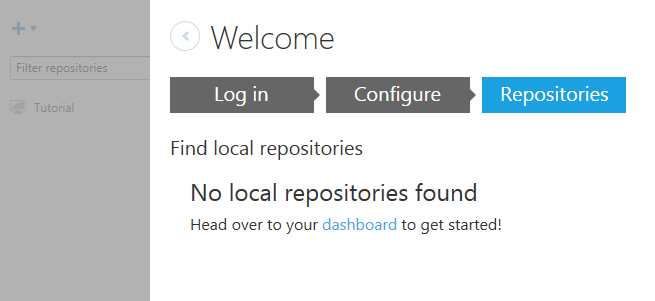 Welcome
Filter repositories
Tutorial
Log in
Configure
Repositories
Find local repositories
No local repositories found
Head over to your dashboard to get started!